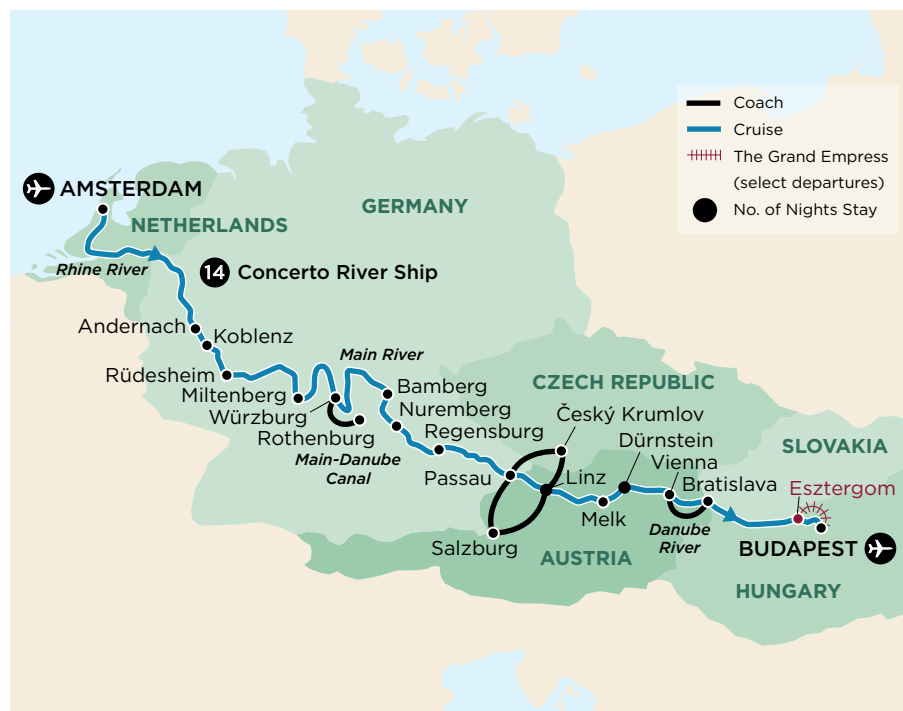 Coach
Cruise
The Grand Empress
(select departures)
No. of Nights Stay
AMSTERDAM
GERMANY
NETHERLANDS
Rhine River
14 Concerto River Ship
Andernach
Koblenz
Main River
Rüdesheim
Miltenberg
Bamberg
CZECH REPUBLIC
Würzburg
Nuremberg
Český Krumlov
Rothenburg
Regensburg
Dürnstein
SLOVAKIA
Main-Danube
Canal
Vienna
Passau
Linz
Bratislava
Esztergom
Melk
Danube
River
Salzburg
AUSTRIA
BUDAPEST
HUNGARY